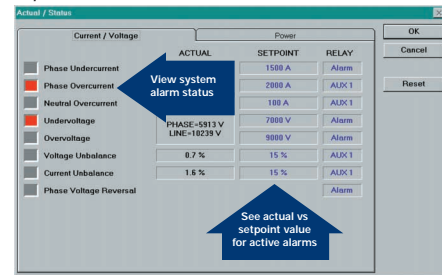 Actual / Status
Current / Voltage
Power
OK
Cancel
Reset
ACTUAL
SETPOINT
RELAY
Phase Undercurrent
1500 A
Alarm
Phase Overcurrent
2000 A
AUX 1
Neutral Overcurrent
100 A
AUX 1
Undervoltage
PHASE=5913 V
LINE=10239 V
7000 V
Alarm
Overvoltage
9000 V
Alarm
Voltage Unbalance
0.7 %
15 %
AUX 1
Current Unbalance
1.6 %
15 %
AUX 1
Phase Voltage Reversal
Alarm
View system
alarm status
See actual vs
setpoint value
for active alarms